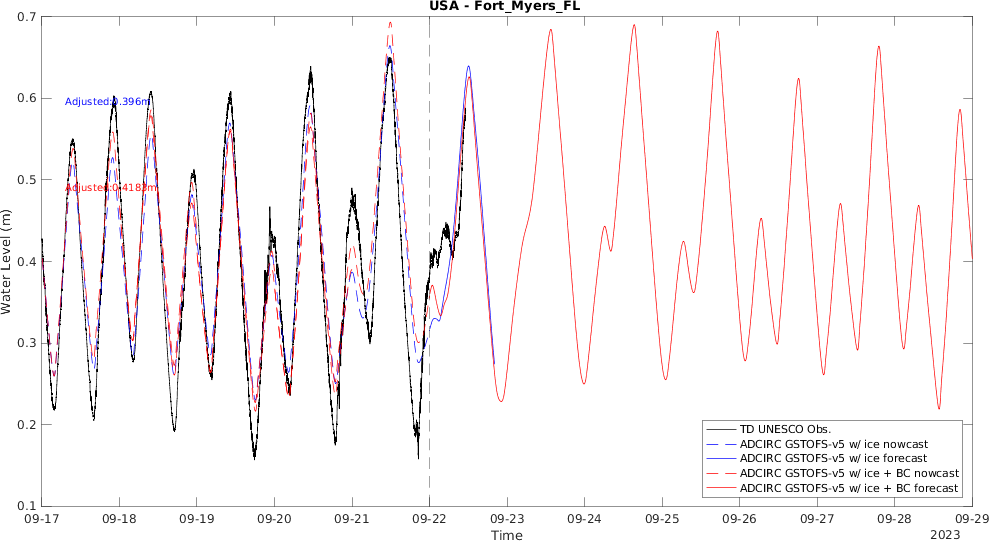 USA - Fort_Myers_FL
0.7
0.6
0.5
0.4
0.3
0.2
0.1
Water Level (m)
Adjusted:0.396m
Adjusted:0.4183m
TD UNESCO Obs.
ADCIRC GSTOFS-v5 w/ ice nowcast
ADCIRC GSTOFS-v5 w/ ice forecast
ADCIRC GSTOFS-v5 w/ ice + BC nowcast
ADCIRC GSTOFS-v5 w/ ice + BC forecast
09-17 09-18 09-19 09-20 09-21 09-22 09-23 09-24 09-25 09-26 09-27 09-28 09-29
Time
2023